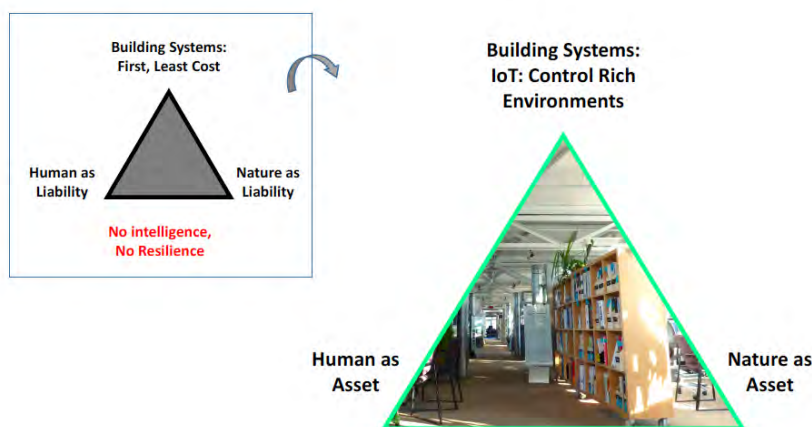 Building Systems:
First, Least Cost
Human as
Liability
Nature as
Liability
No intelligence,
No Resilience
Building Systems:
IoT: Control Rich
Environments
Human as
Asset
Nature as
Asset